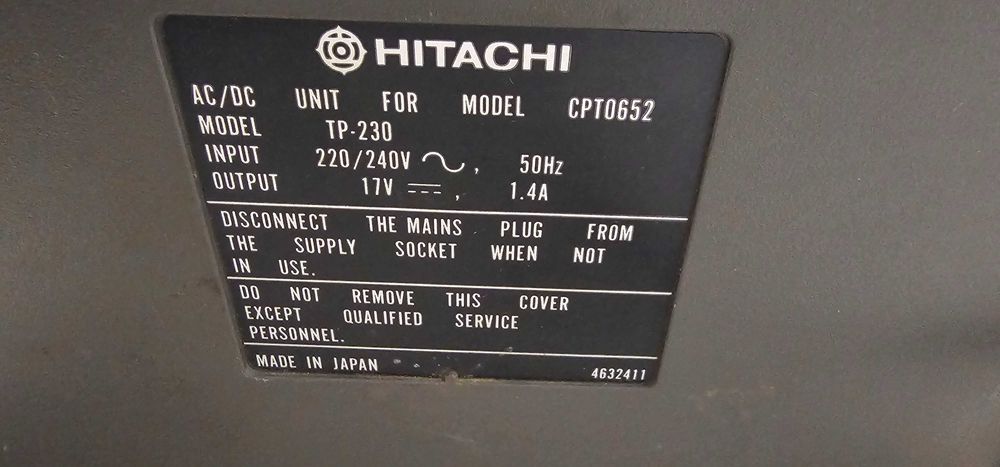 HITACHI
AC/DC UNIT FOR MODEL CPT0652
MODEL TP-230
INPUT 220/240V ∿, 50Hz
OUTPUT 17V ⎓, 1.4A
DISCONNECT THE MAINS PLUG FROM
THE SUPPLY SOCKET WHEN NOT
IN USE.
DO NOT REMOVE THIS COVER
EXCEPT QUALIFIED SERVICE
PERSONNEL.
MADE IN JAPAN 4632411